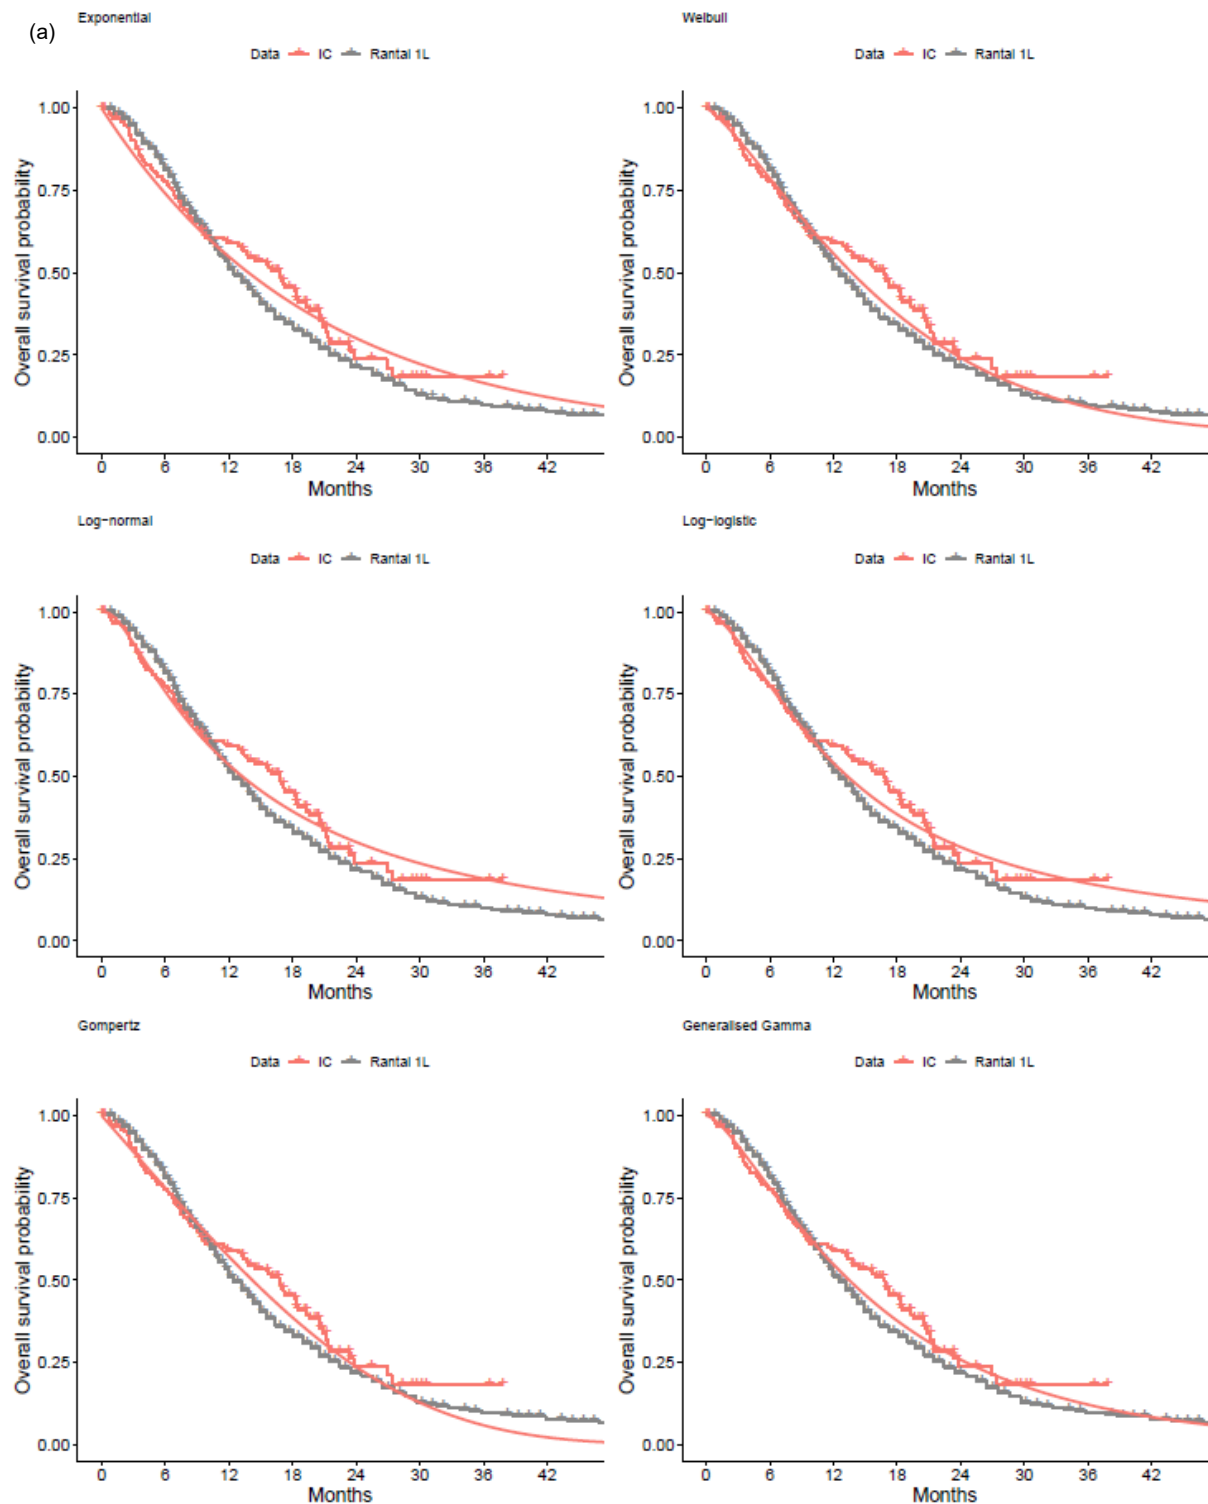 (a)
Exponential
Data IC Rantal 1L
Overall survival probability
1.00
0.75
0.50
0.25
0.00
0 6 12 18 24 30 36 42
Months
Weibull
Data IC Rantal 1L
Overall survival probability
1.00
0.75
0.50
0.25
0.00
0 6 12 18 24 30 36 42
Months
Log-normal
Data IC Rantal 1L
Overall survival probability
1.00
0.75
0.50
0.25
0.00
0 6 12 18 24 30 36 42
Months
Log-logistic
Data IC Rantal 1L
Overall survival probability
1.00
0.75
0.50
0.25
0.00
0 6 12 18 24 30 36 42
Months
Gompertz
Data IC Rantal 1L
Overall survival probability
1.00
0.75
0.50
0.25
0.00
0 6 12 18 24 30 36 42
Months
Generalised Gamma
Data IC Rantal 1L
Overall survival probability
1.00
0.75
0.50
0.25
0.00
0 6 12 18 24 30 36 42
Months